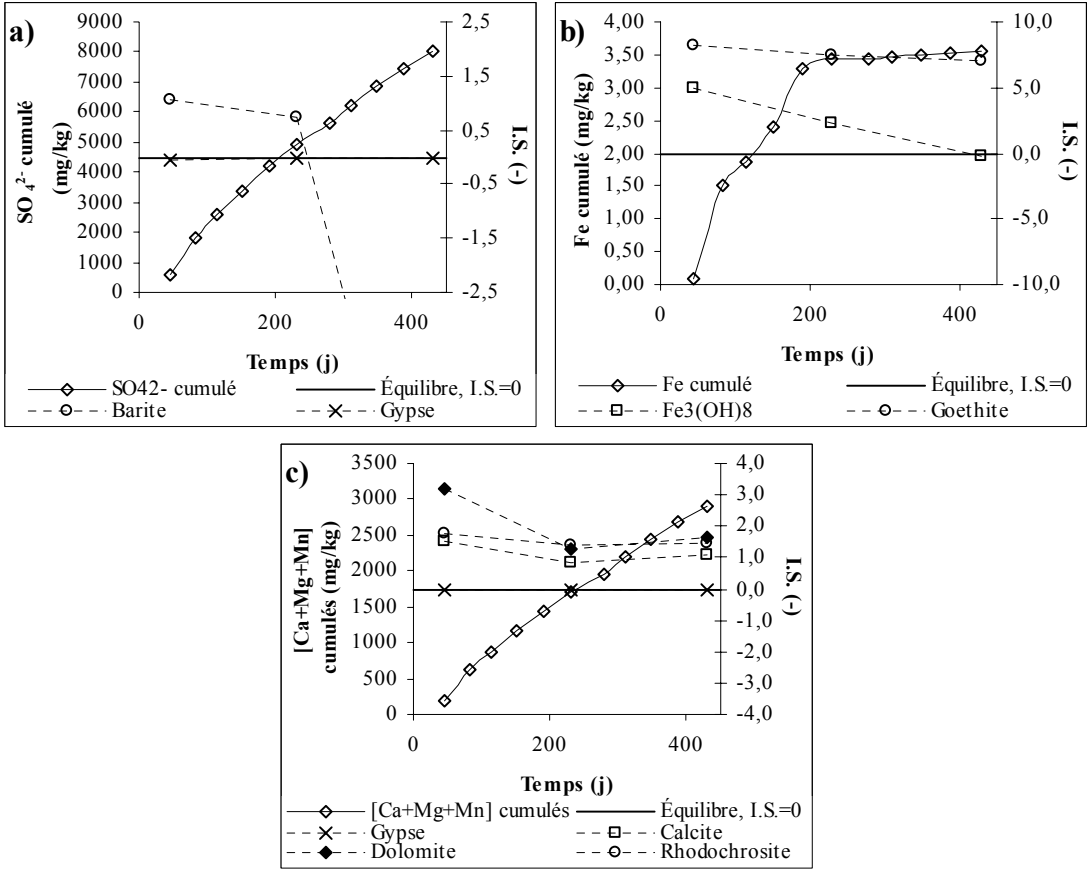 a)
9000
8000
7000
6000
5000
4000
3000
2000
1000
0
SO₄²⁻ cumulé
(mg/kg)
2,5
1,5
0,5
-0,5
-1,5
-2,5
I.S. (-)
0 200 400
Temps (j)
SO42- cumulé
Équilibre, I.S.=0
Barite
Gypse
b)
4,00
3,50
3,00
2,50
2,00
1,50
1,00
0,50
0,00
Fe cumulé (mg/kg)
10,0
5,0
0,0
-5,0
-10,0
I.S. (-)
0 200 400
Temps (j)
Fe cumulé
Équilibre, I.S.=0
Fe3(OH)8
Goethite
c)
3500
3000
2500
2000
1500
1000
500
0
[Ca+Mg+Mn]
cumulés (mg/kg)
4,0
3,0
2,0
1,0
0,0
-1,0
-2,0
-3,0
-4,0
I.S. (-)
0 200 400
Temps (j)
[Ca+Mg+Mn] cumulés
Équilibre, I.S.=0
Gypse
Calcite
Dolomite
Rhodochrosite